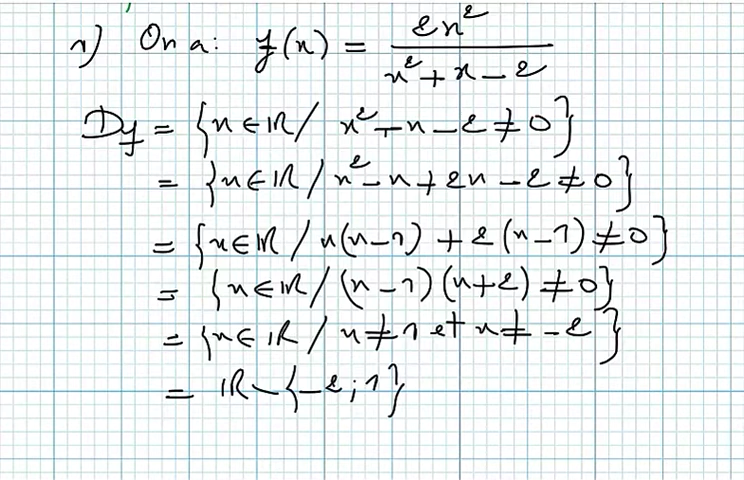 1) On a: f(x) = 2x² / x² + x - 2
Df = {x ∈ ℝ / x² + x - 2 ≠ 0}
= {x ∈ ℝ / x² - x + 2x - 2 ≠ 0}
= {x ∈ ℝ / x(x-1) + 2(x-1) ≠ 0}
= {x ∈ ℝ / (x-1)(x+2) ≠ 0}
= {x ∈ ℝ / x ≠ 1 et x ≠ -2}
= ℝ - {-2; 1}